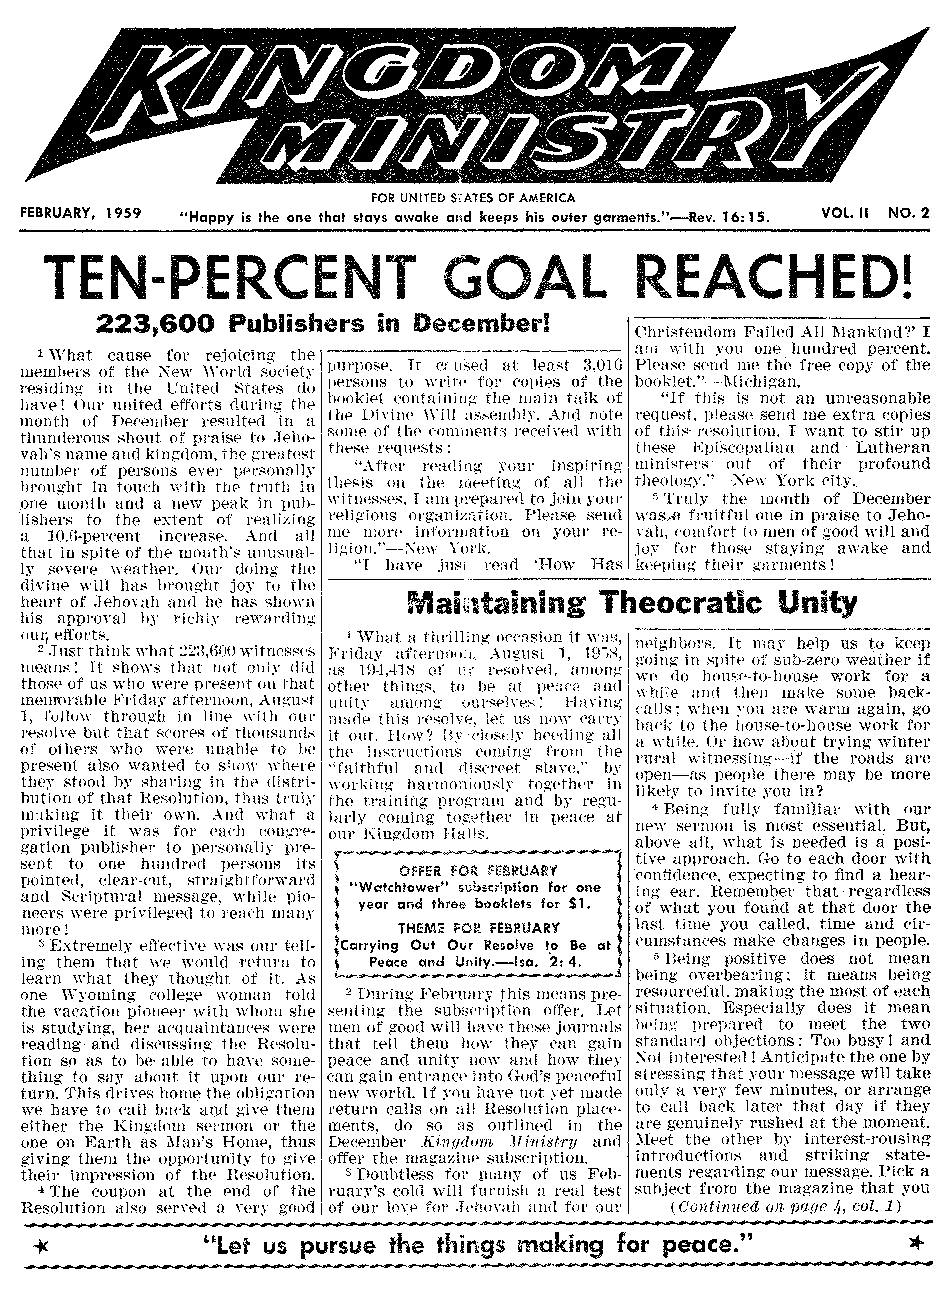 KINGDOM
MINISTRY
FOR UNITED STATES OF AMERICA
FEBRUARY, 1959 "Happy is the one that stays awake and keeps his outer garments."—Rev. 16:15. VOL. II NO. 2
TEN-PERCENT GOAL REACHED!
223,600 Publishers in December!
¹ What cause for rejoicing the
members of the New World society
residing in the United States do
have! Our united efforts during the
month of December resulted in a
thunderous shout of praise to Jeho-
vah's name and kingdom, the greatest
number of persons ever personally
brought in touch with the truth in
one month and a new peak in pub-
lishers to the extent of realizing
a 10.6-percent increase. And all
that in spite of the month's unusual-
ly severe weather. Our doing the
divine will has brought joy to the
heart of Jehovah and he has shown
his approval by richly rewarding
our efforts.
² Just think what 223,600 witnesses
means! It shows that not only did
those of us who were present on that
memorable Friday afternoon, August
1, follow through in line with our
resolve but that scores of thousands
of others who were unable to be
present also wanted to show where
they stood by sharing in the distri-
bution of that Resolution, thus truly
making it their own. And what a
privilege it was for each congre-
gation publisher to personally pre-
sent to one hundred persons its
pointed, clear-cut, straightforward
and Scriptural message, while pio-
neers were privileged to reach many
more!
³ Extremely effective was our tell-
ing them that we would return to
learn what they thought of it. As
one Wyoming college woman told
the vacation pioneer with whom she
is studying, her acquaintances were
reading and discussing the Resolu-
tion so as to be able to have some-
thing to say about it upon our re-
turn. This drives home the obligation
we have to call back and give them
either the Kingdom sermon or the
one on Earth as Man's Home, thus
giving them the opportunity to give
their impression of the Resolution.
⁴ The coupon at the end of the
Resolution also served a very good
purpose. It caused at least 3,016
persons to write for copies of the
booklet containing the main talk of
the Divine Will assembly. And note
some of the comments received with
these requests:
"After reading your inspiring
thesis on the meeting of all the
witnesses, I am prepared to join your
religious organization. Please send
me more information on your re-
ligion."—New York.
"I have just read 'How Has
Christendom Failed All Mankind?' I
am with you one hundred percent.
Please send me the free copy of the
booklet."—Michigan.
"If this is not an unreasonable
request, please send me extra copies
of this resolution. I want to stir up
these Episcopalian and Lutheran
ministers out of their profound
theology."—New York city.
⁵ Truly the month of December
was a fruitful one in praise to Jeho-
vah, comfort to men of good will and
joy for those staying awake and
keeping their garments!
Maintaining Theocratic Unity
¹ What a thrilling occasion it was,
Friday afternoon, August 1, 1958,
as 194,418 of us resolved, among
other things, to be at peace and
unity among ourselves! Having
made this resolve, let us now carry
it out. How? By closely heeding all
the instructions coming from the
"faithful and discreet slave," by
working harmoniously together in
the training program and by regu-
larly coming together in peace at
our Kingdom Halls.
OFFER FOR FEBRUARY
"Watchtower" subscription for one
year and three booklets for $1.
THEME FOR FEBRUARY
Carrying Out Our Resolve to Be at
Peace and Unity.—Isa. 2:4.
² During February this means pre-
senting the subscription offer. Let
men of good will have these journals
that tell them how they can gain
peace and unity now and how they
can gain entrance into God's peaceful
new world. If you have not yet made
return calls on all Resolution place-
ments, do so as outlined in the
December Kingdom Ministry and
offer the magazine subscription.
³ Doubtless for many of us Feb-
ruary's cold will furnish a real test
of our love for Jehovah and for our
neighbors. It may help us to keep
going in spite of sub-zero weather if
we do house-to-house work for a
while and then make some back-
calls; when you are warm again, go
back to the house-to-house work for
a while. Or how about trying winter
rural witnessing—if the roads are
open—as people there may be more
likely to invite you in?
⁴ Being fully familiar with our
new sermon is most essential. But,
above all, what is needed is a posi-
tive approach. Go to each door with
confidence, expecting to find a hear-
ing ear. Remember that regardless
of what you found at that door the
last time you called, time and cir-
cumstances make changes in people.
⁵ Being positive does not mean
being overbearing; it means being
resourceful, making the most of each
situation. Especially does it mean
being prepared to meet the two
standard objections: Too busy! and
Not interested! Anticipate the one by
stressing that your message will take
only a very few minutes, or arrange
to call back later that day if they
are genuinely rushed at the moment.
Meet the other by interest-rousing
introductions and striking state-
ments regarding our message. Pick a
subject from the magazine that you
(Continued on page 4, col. 1)
★ "Let us pursue the things making for peace." ★